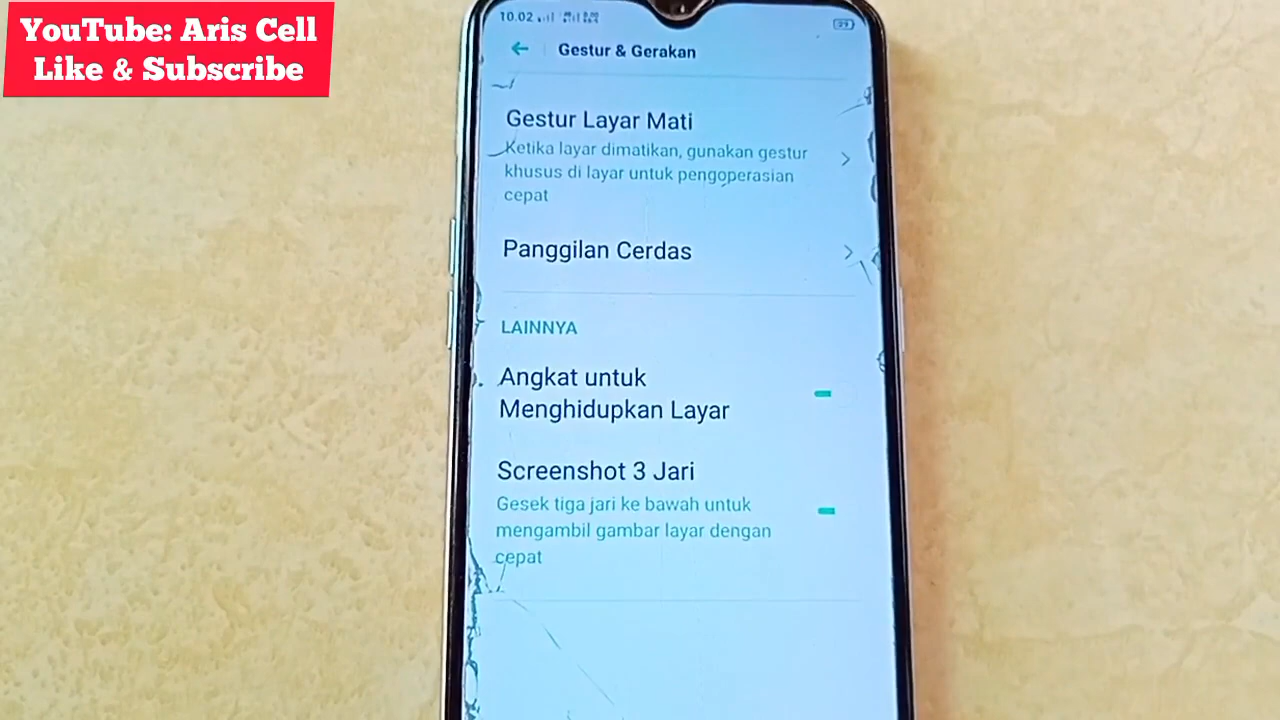 YouTube: Aris Cell
Like & Subscribe
10.02
Gestur & Gerakan
Gestur Layar Mati
Ketika layar dimatikan, gunakan gestur
khusus di layar untuk pengoperasian
cepat
Panggilan Cerdas
LAINNYA
Angkat untuk
Menghidupkan Layar
Screenshot 3 Jari
Gesek tiga jari ke bawah untuk
mengambil gambar layar dengan
cepat